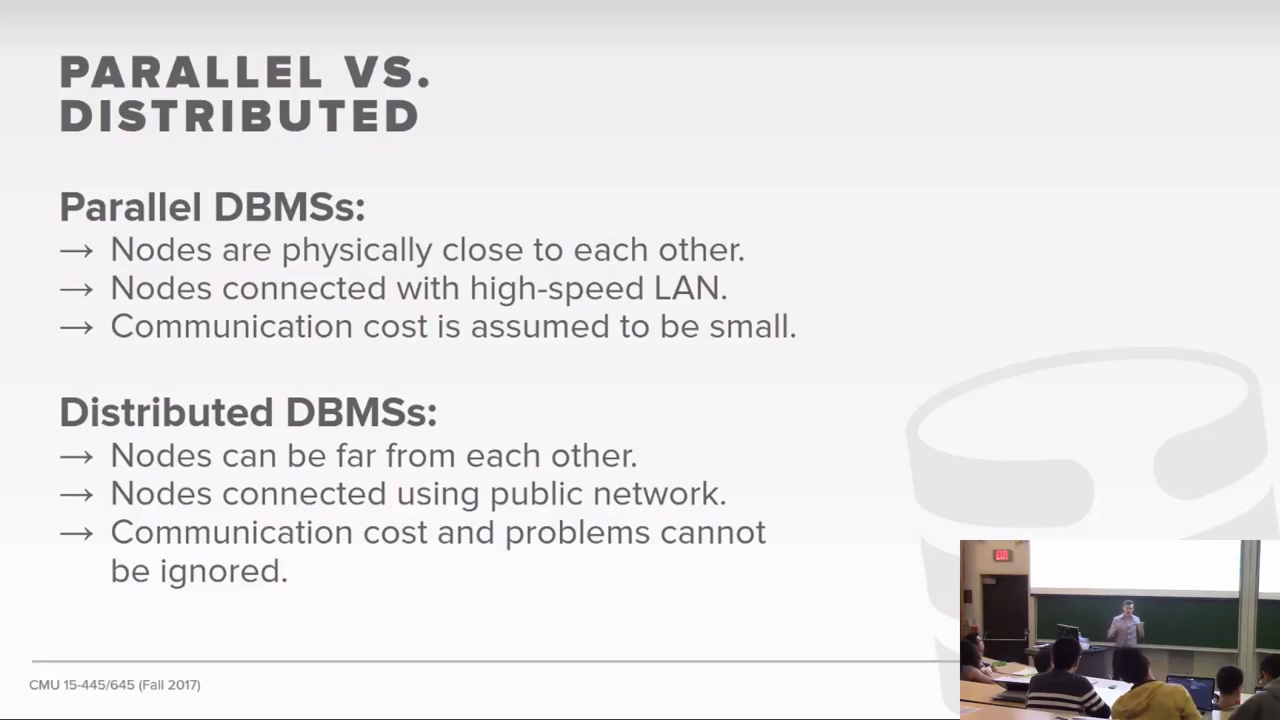 PARALLEL VS.
DISTRIBUTED
Parallel DBMSs:
→ Nodes are physically close to each other.
→ Nodes connected with high-speed LAN.
→ Communication cost is assumed to be small.
Distributed DBMSs:
→ Nodes can be far from each other.
→ Nodes connected using public network.
→ Communication cost and problems cannot
be ignored.
EXIT
CMU 15-445/645 (Fall 2017)